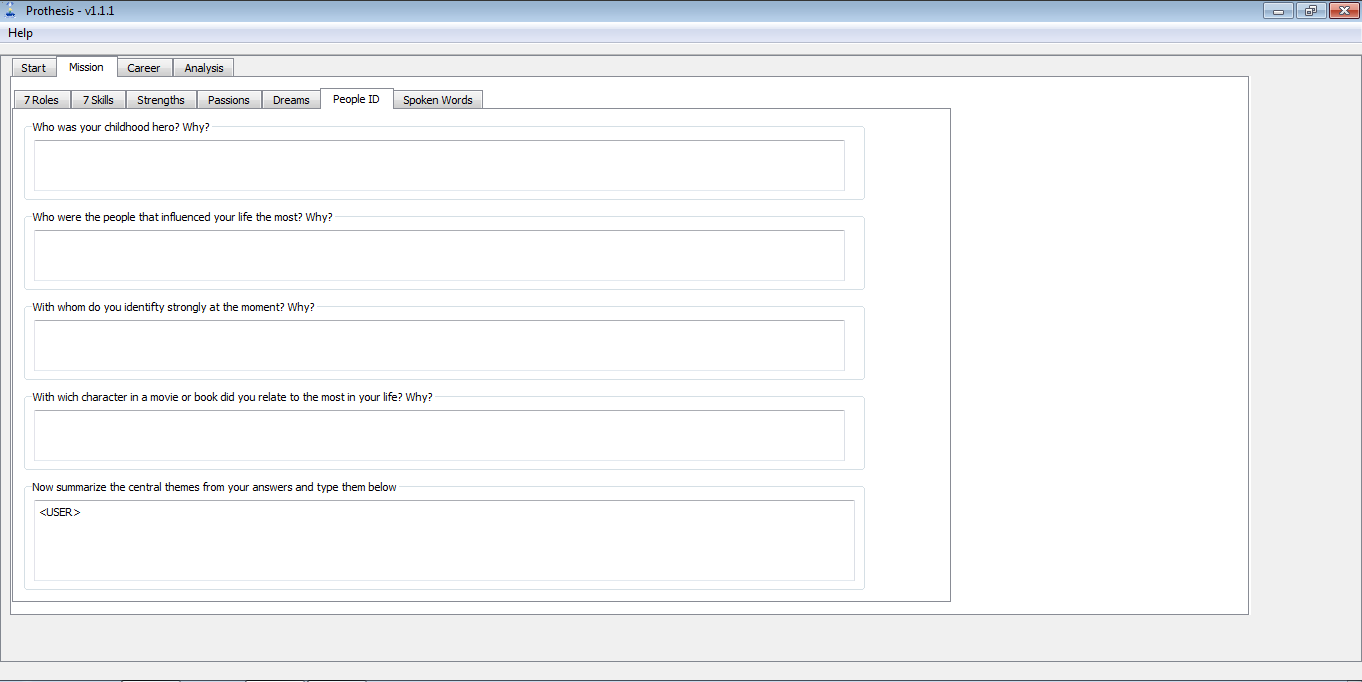 Prothesis - v1.1.1
Help
Start Mission Career Analysis
7 Roles 7 Skills Strengths Passions Dreams People ID Spoken Words
Who was your childhood hero? Why?
Who were the people that influenced your life the most? Why?
With whom do you identifty strongly at the moment? Why?
With wich character in a movie or book did you relate to the most in your life? Why?
Now summarize the central themes from your answers and type them below
<USER>